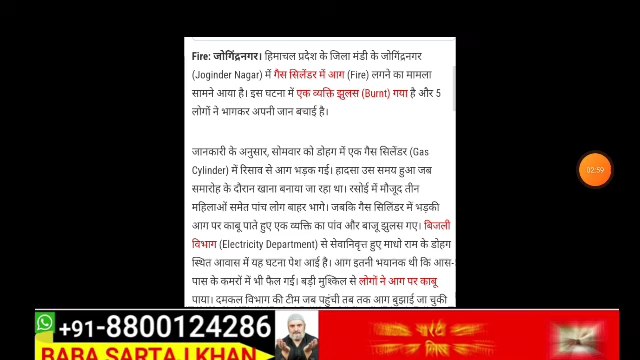 Fire: जोगिंद्रनगर। हिमाचल प्रदेश के जिला मंडी के जोगिंद्रनगर
(Joginder Nagar) में गैस सिलेंडर में आग (Fire) लगने का मामला
सामने आया है। इस घटना में एक व्यक्ति झुलस (Burnt) गया है और 5
लोगों ने भागकर अपनी जान बचाई है।
जानकारी के अनुसार, सोमवार को डोहग में एक गैस सिलेंडर (Gas
Cylinder) में रिसाव से आग भड़क गई। हादसा उस समय हुआ जब
समारोह के दौरान खाना बनाया जा रहा था। रसोई में मौजूद तीन
महिलाओं समेत पांच लोग बाहर भागे। जबकि गैस सिलिंडर में भड़की
आग पर काबू पाते हुए एक व्यक्ति का पांव और बाजू झुलस गए। बिजली
विभाग (Electricity Department) से सेवानिवृत्त हुए माधो राम के डोहग
स्थित आवास में यह घटना पेश आई है। आग इतनी भयानक थी कि आस-
पास के कमरों में भी फैल गई। बड़ी मुश्किल से लोगों ने आग पर काबू
पाया। दमकल विभाग की टीम जब पहुंची तब तक आग बुझाई जा चुकी
02:59
+91-8800124286
BABA SARTAJ KHAN